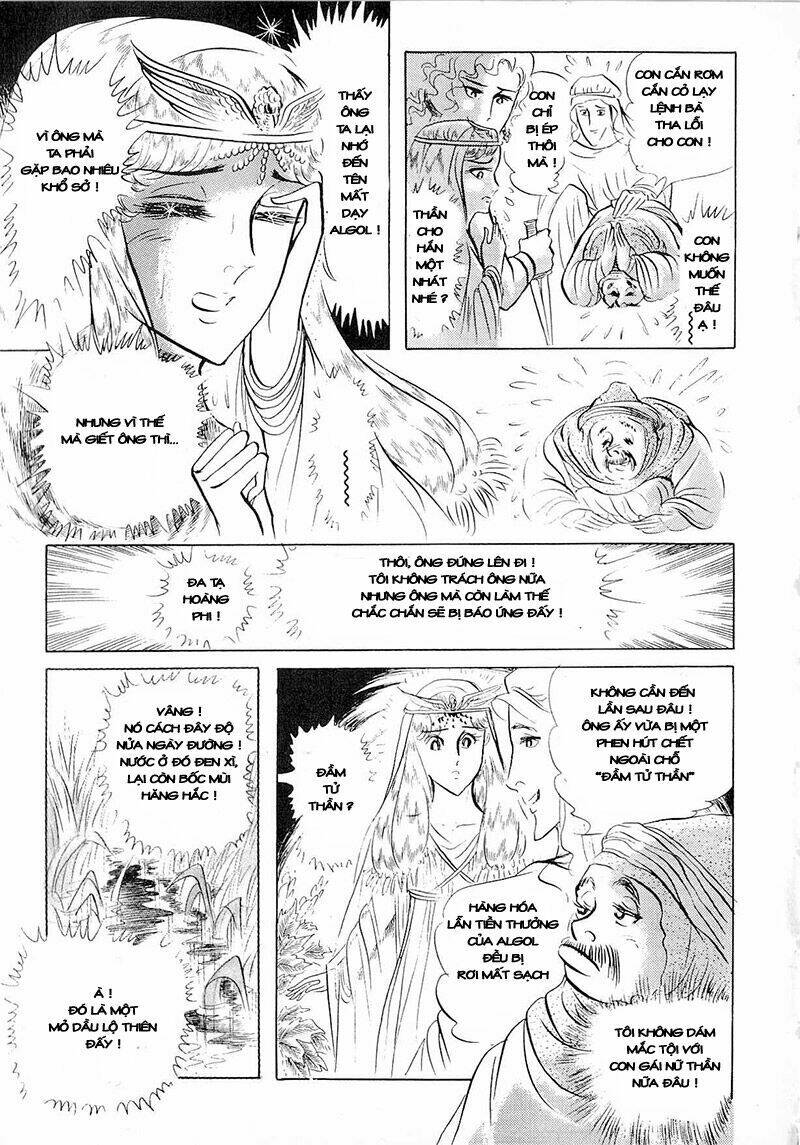 CON CẮN RƠM
CẮN CỎ LẠY
LỆNH BÀ
THA LỖI
CHO CON !
CON
CHỈ
BỊ ÉP
THÔI
MÀ !
CON
KHÔNG
MUỐN
THẾ
ĐÂU
Ạ !
THẦN
CHO
HẮN
MỘT
NHÁT
NHÉ ?
THẤY
ÔNG
TA LẠI
NHỚ
ĐẾN
TÊN
MẤT
DẠY
ALGOL !
VÌ ÔNG MÀ
TA PHẢI
GẶP BAO NHIÊU
KHỔ SỞ !
NHƯNG VÌ THẾ
MÀ GIẾT ÔNG THÌ...
THÔI, ÔNG ĐỨNG LÊN ĐI !
TÔI KHÔNG TRÁCH ÔNG NỮA
NHƯNG ÔNG MÀ CÒN LÀM THẾ
CHẮC CHẮN SẼ BỊ BÁO ỨNG ĐẤY !
ĐA TẠ
HOÀNG
PHI !
KHÔNG CẦN ĐẾN
LẦN SAU ĐÂU !
ÔNG ẤY VỪA BỊ MỘT
PHEN HÚT CHẾT
NGOÀI CHỖ
"ĐẦM TỬ THẦN"
ĐẦM
TỬ
THẦN ?
HÀNG HÓA
LẪN TIỀN THƯỞNG
CỦA ALGOL
ĐỀU BỊ
RƠI MẤT SẠCH
TÔI KHÔNG DÁM
MẮC TỘI VỚI
CON GÁI NỮ THẦN
NỮA ĐÂU !
VÂNG !
NÓ CÁCH ĐÂY ĐỘ
NỬA NGÀY ĐƯỜNG !
NƯỚC Ở ĐÓ ĐEN XÌ,
LẠI CÒN BỐC MÙI
HĂNG HẮC !
À !
ĐÓ LÀ MỘT
MỎ DẦU LỘ THIÊN
ĐẤY !